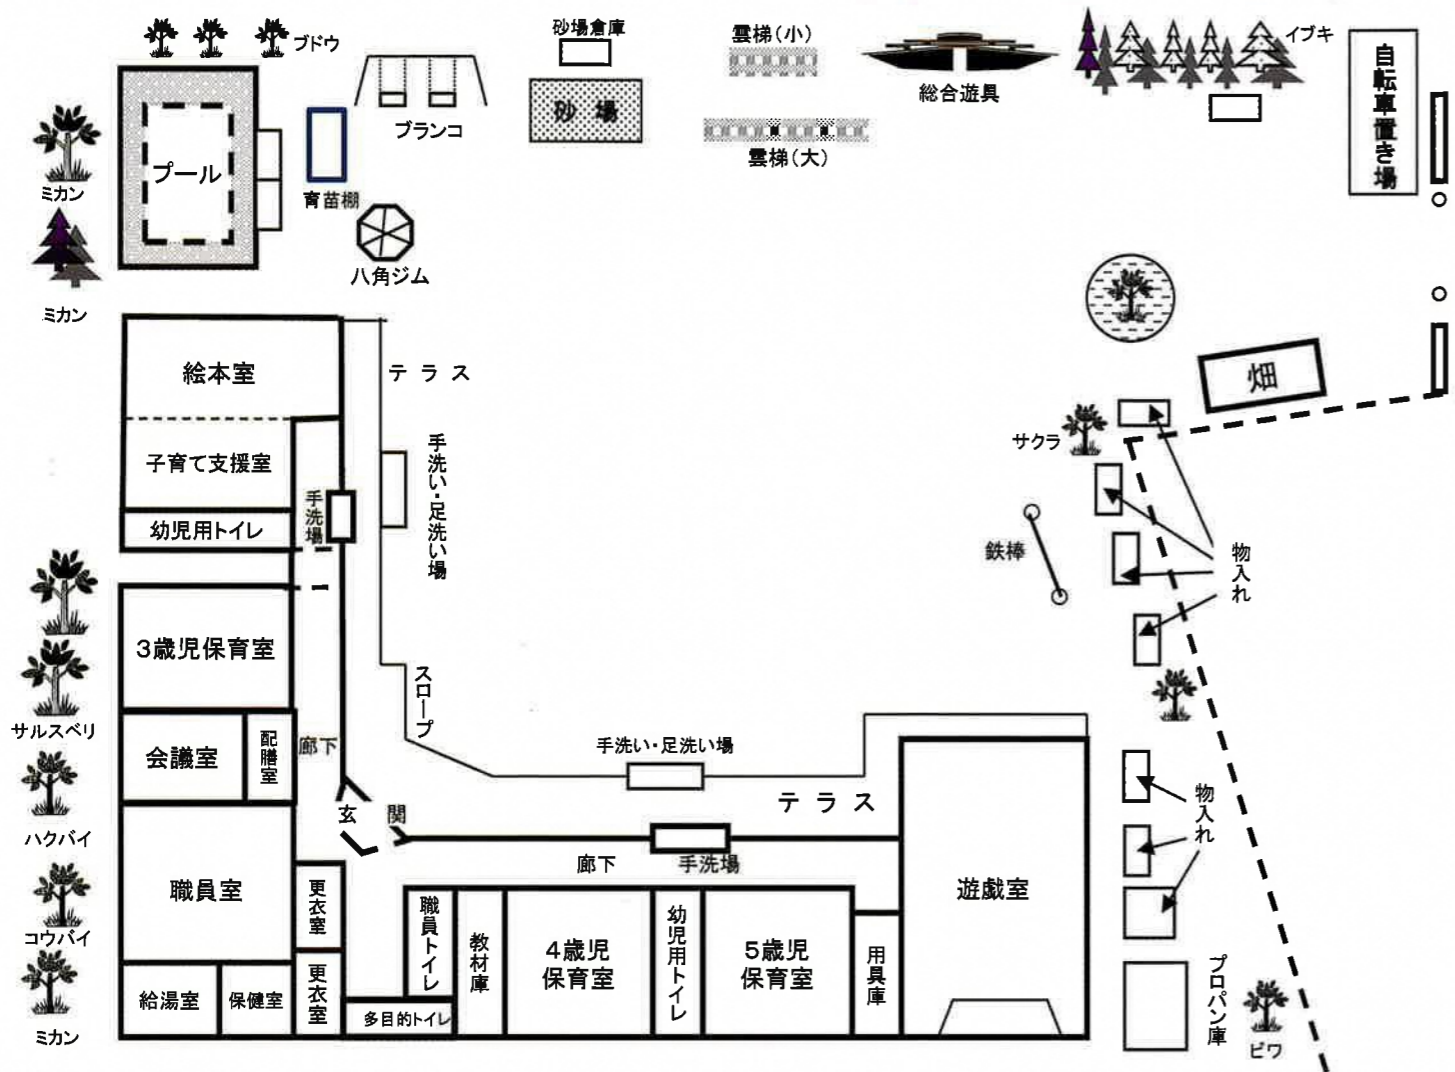 ブドウ
砂場倉庫
雲梯(小)
イブキ
自転車置き場
総合遊具
砂 場
ブランコ
雲梯(大)
プール
ミカン
育苗棚
八角ジム
ミカン
絵本室
テラス
畑
サクラ
子育て支援室
手洗場
手洗い・足洗い場
幼児用トイレ
鉄棒
物入れ
3歳児保育室
スロープ
サルスベリ
会議室
配膳室
廊下
手洗い・足洗い場
テラス
物入れ
玄 関
ハクバイ
廊下
手洗場
職員室
更衣室
職員トイレ
教材庫
4歳児
保育室
幼児用トイレ
5歳児
保育室
用具庫
遊戯室
コウバイ
給湯室
保健室
更衣室
多目的トイレ
プロパン庫
ミカン
ビワ